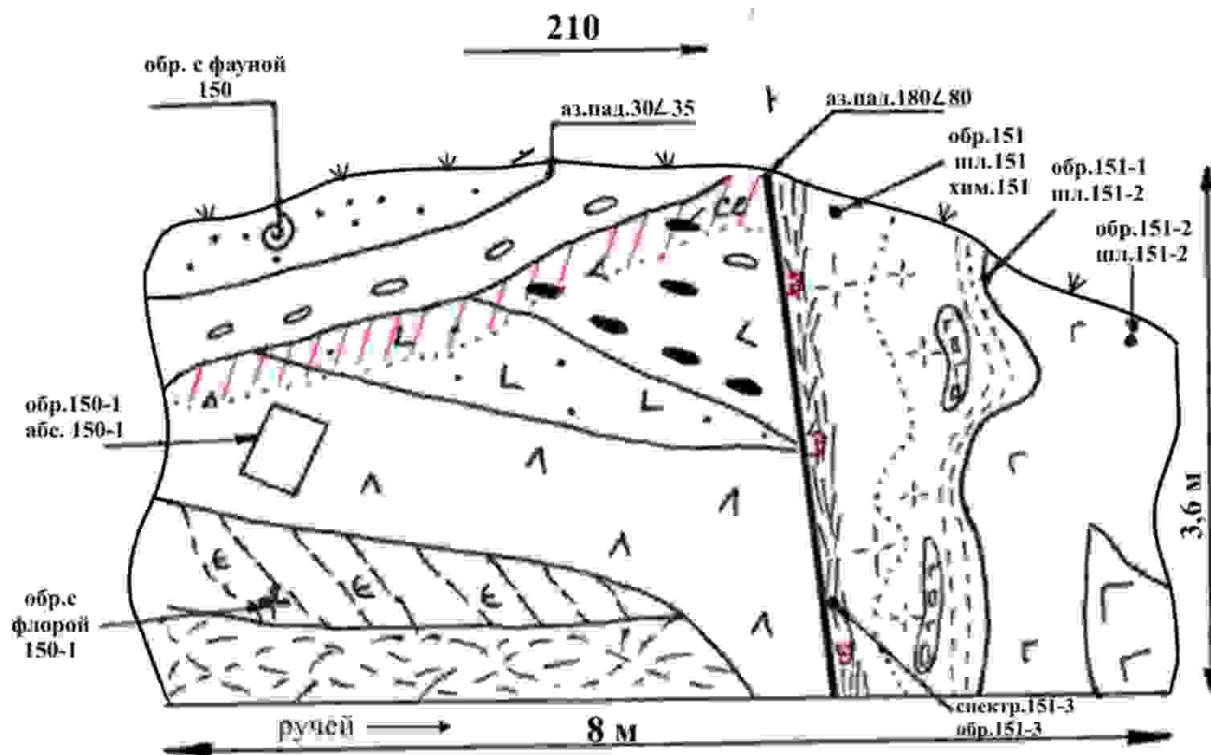 210
обр. с фауной
150
аз.пад.30∠35
аз.пад.180∠80
обр.151
шл.151
хим.151
обр.151-1
шл.151-2
обр.151-2
шл.151-2
обр.150-1
абс. 150-1
обр.с
флорой
150-1
3,6 м
спектр.151-3
обр.151-3
ручей
8 м